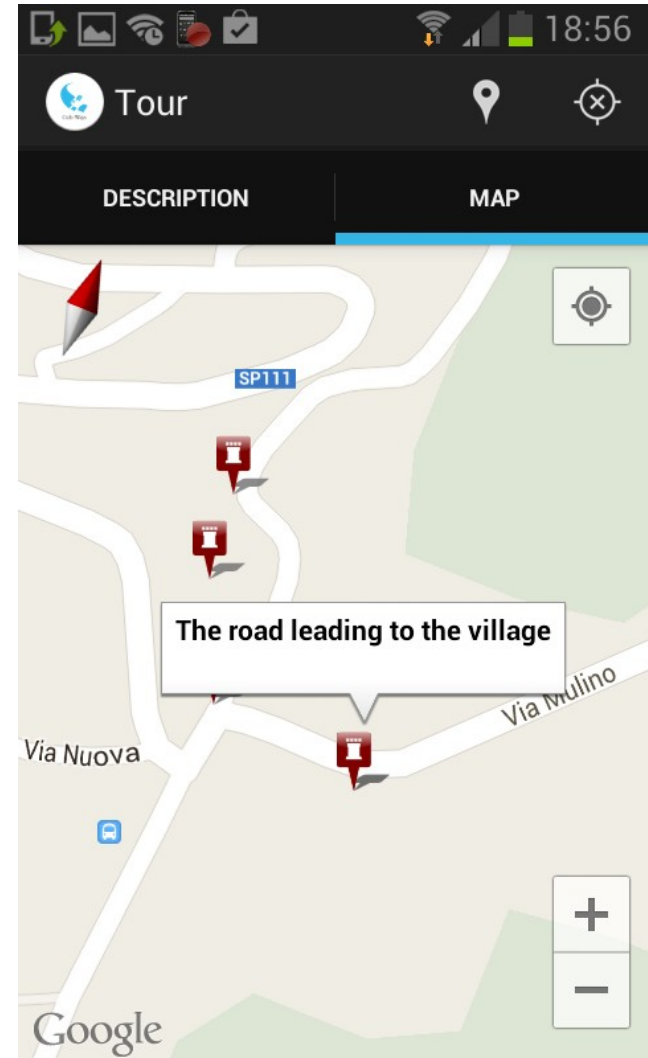 18:56
Tour
DESCRIPTION
MAP
SP111
The road leading to the village
Via Mulino
Via Nuova
Google